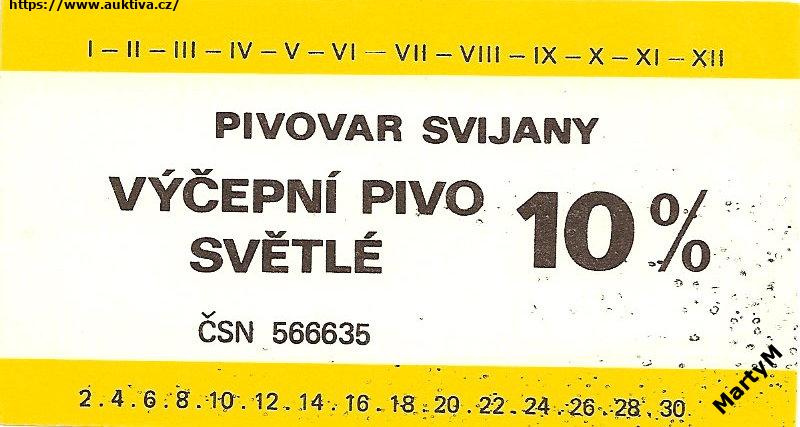 https://www.auktiva.cz/
I – II – III – IV – V – VI — VII – VIII – IX – X – XI – XII
PIVOVAR SVIJANY
VÝČEPNÍ PIVO 10%
SVĚTLÉ
ČSN 566635
2.4.6.8.10.12.14.16.18.20.22.24.26.28.30
MartyM